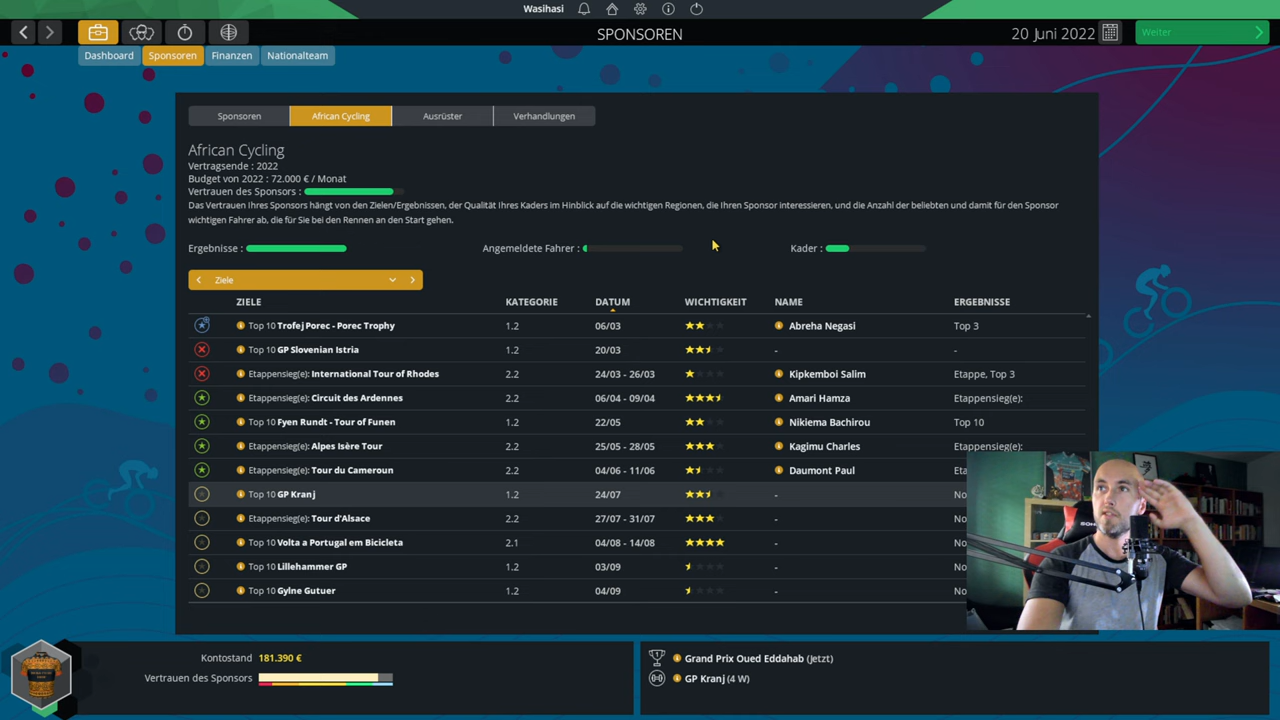 Wasihasi
SPONSOREN
20 Juni 2022
Weiter
Dashboard
Sponsoren
Finanzen
Nationalteam
Sponsoren
African Cycling
Ausrüster
Verhandlungen
African Cycling
Vertragsende : 2022
Budget von 2022 : 72.000 € / Monat
Vertrauen des Sponsors :
Das Vertrauen Ihres Sponsors hängt von den Zielen/Ergebnissen, der Qualität Ihres Kaders im Hinblick auf die wichtigen Regionen, die Ihren Sponsor interessieren, und die Anzahl der beliebten und damit für den Sponsor
wichtigen Fahrer ab, die für Sie bei den Rennen an den Start gehen.
Ergebnisse :
Angemeldete Fahrer :
Kader :
Ziele
ZIELE KATEGORIE DATUM WICHTIGKEIT NAME ERGEBNISSE
Top 10 Trofej Porec - Porec Trophy 1.2 06/03 Abreha Negasi Top 3
Top 10 GP Slovenian Istria 1.2 20/03 - -
Etappensieg(e): International Tour of Rhodes 2.2 24/03 - 26/03 Kipkemboi Salim Etappe, Top 3
Etappensieg(e): Circuit des Ardennes 2.2 06/04 - 09/04 Amari Hamza Etappensieg(e):
Top 10 Fyen Rundt - Tour of Funen 1.2 22/05 Nikiema Bachirou Top 10
Etappensieg(e): Alpes Isère Tour 2.2 25/05 - 28/05 Kagimu Charles Etappensieg(e):
Etappensieg(e): Tour du Cameroun 2.2 04/06 - 11/06 Daumont Paul
Top 10 GP Kranj 1.2 24/07 -
Etappensieg(e): Tour d'Alsace 2.2 27/07 - 31/07 -
Top 10 Volta a Portugal em Bicicleta 2.1 04/08 - 14/08 -
Top 10 Lillehammer GP 1.2 03/09 -
Top 10 Gylne Gutuer 1.2 04/09 -
Kontostand 181.390 €
Vertrauen des Sponsors
Grand Prix Oued Eddahab (Jetzt)
GP Kranj (4 W)